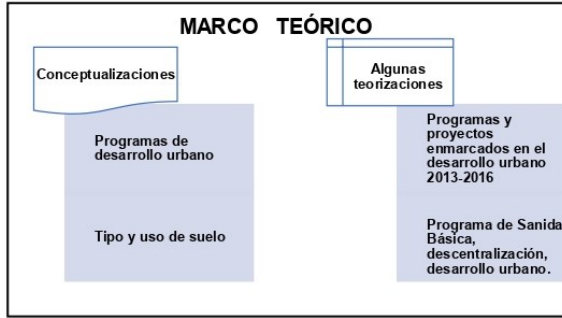 MARCO TEÓRICO
Conceptualizaciones
Programas de
desarrollo urbano
Tipo y uso de suelo
Algunas
teorizaciones
Programas y
proyectos
enmarcados en el
desarrollo urbano
2013-2016
Programa de Sanida
Básica,
descentralización,
desarrollo urbano.